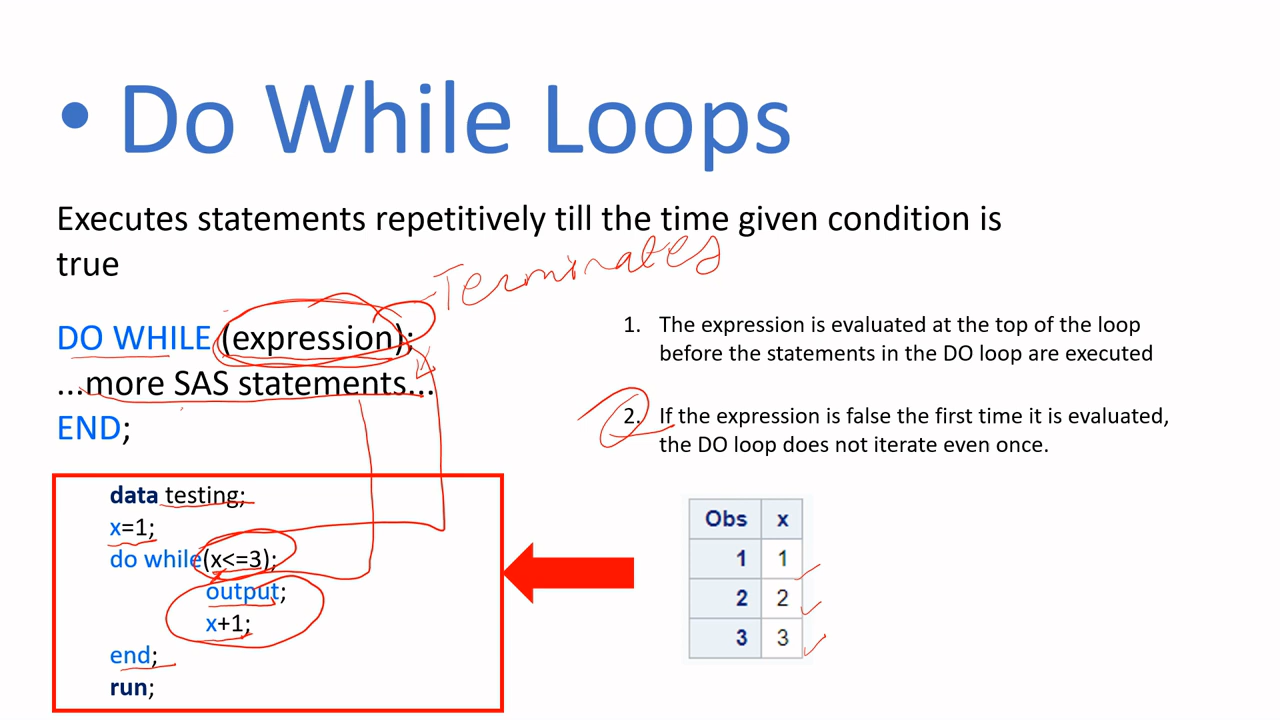 • Do While Loops
Executes statements repetitively till the time given condition is
true
Terminates
DO WHILE (expression);
...more SAS statements...
END;
1. The expression is evaluated at the top of the loop
before the statements in the DO loop are executed
2. If the expression is false the first time it is evaluated,
the DO loop does not iterate even once.
data testing;
x=1;
do while(x<=3);
output;
x+1;
end;
run;
Obs x
1 1
2 2
3 3